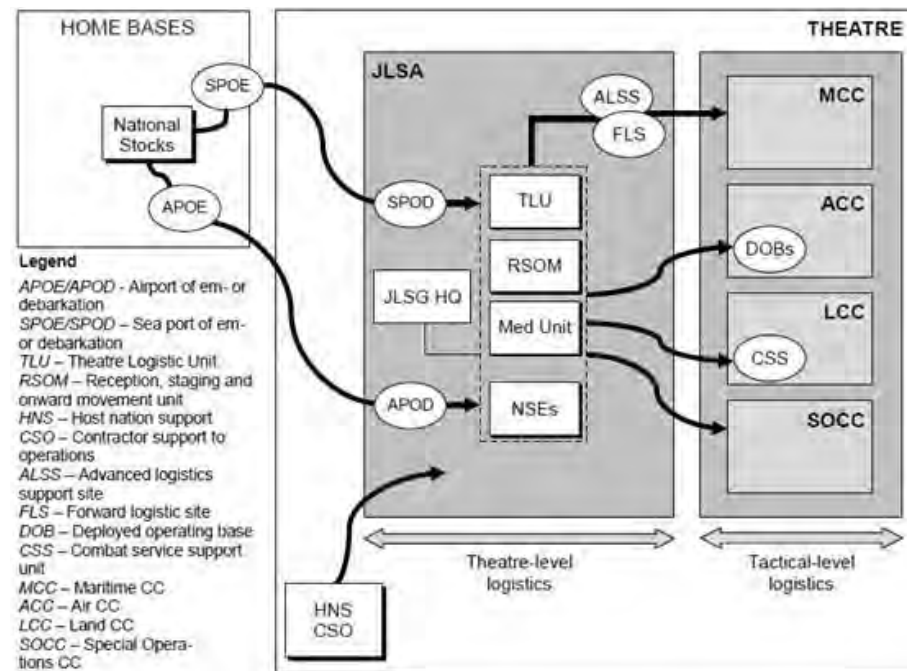 HOME BASES
SPOE
National
Stocks
APOE
Legend
APOE/APOD - Airport of em- or
debarkation
SPOE/SPOD – Sea port of em-
or debarkation
TLU – Theatre Logistic Unit
RSOM – Reception, staging and
onward movement unit
HNS – Host nation support
CSO – Contractor support to
operations
ALSS – Advanced logistics
support site
FLS – Forward logistic site
DOB – Deployed operating base
CSS – Combat service support
unit
MCC – Maritime CC
ACC – Air CC
LCC – Land CC
SOCC – Special Opera-
tions CC
THEATRE
JLSA
ALSS
FLS
SPOD
TLU
RSOM
JLSG HQ
Med Unit
APOD
NSEs
HNS
CSO
MCC
ACC
DOBs
LCC
CSS
SOCC
Theatre-level
logistics
Tactical-level
logistics